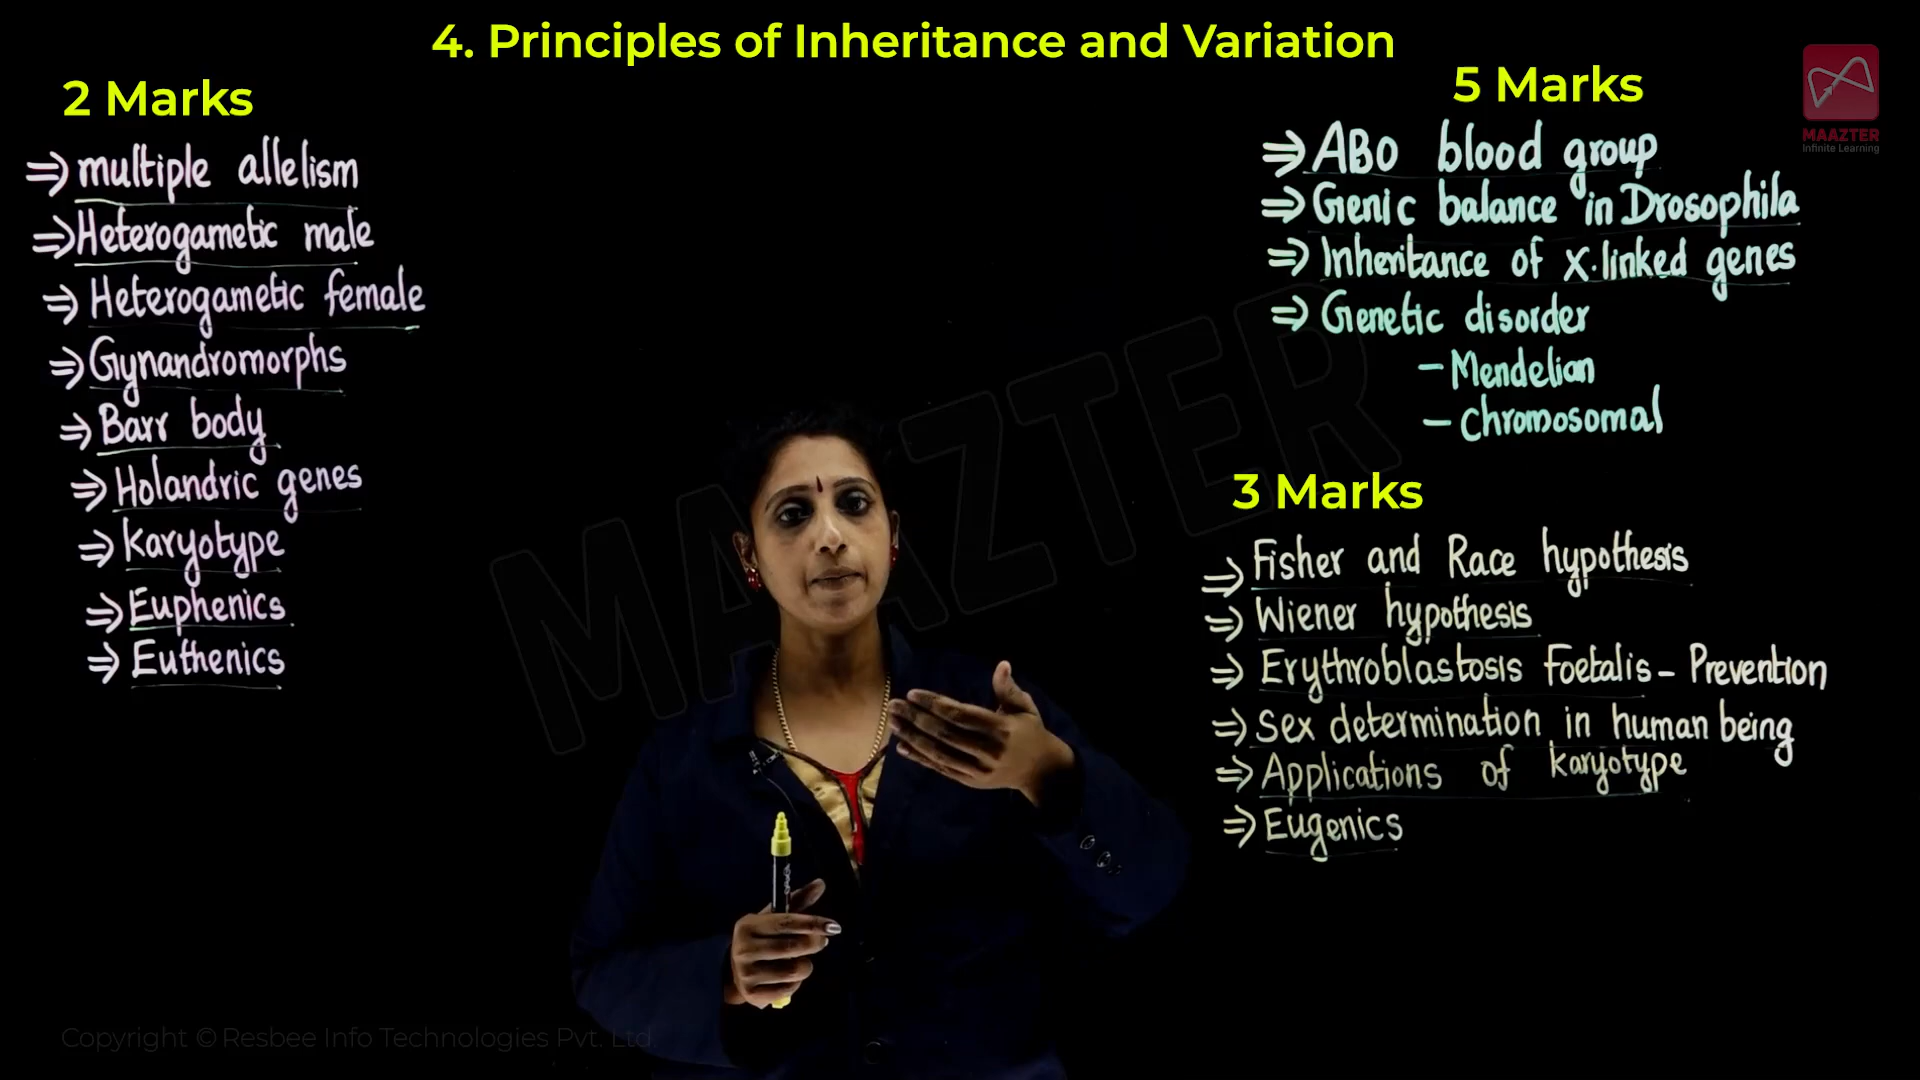 4. Principles of Inheritance and Variation
2 Marks
⇒ multiple allelism
⇒ Heterogametic male
⇒ Heterogametic female
⇒ Gynandromorphs
⇒ Barr body
⇒ Holandric genes
⇒ Karyotype
⇒ Euphenics
⇒ Euthenics
5 Marks
⇒ ABO blood group
⇒ Genic balance in Drosophila
⇒ Inheritance of X.linked genes
⇒ Genetic disorder
- Mendelian
- Chromosomal
3 Marks
⇒ Fisher and Race hypothesis
⇒ Wiener hypothesis
⇒ Erythroblastosis Foetalis - Prevention
⇒ Sex determination in human being
⇒ Applications of karyotype
⇒ Eugenics
MAAZTER
Infinite Learning
MAAZTER
Copyright © Resbee Info Technologies Pvt. Ltd